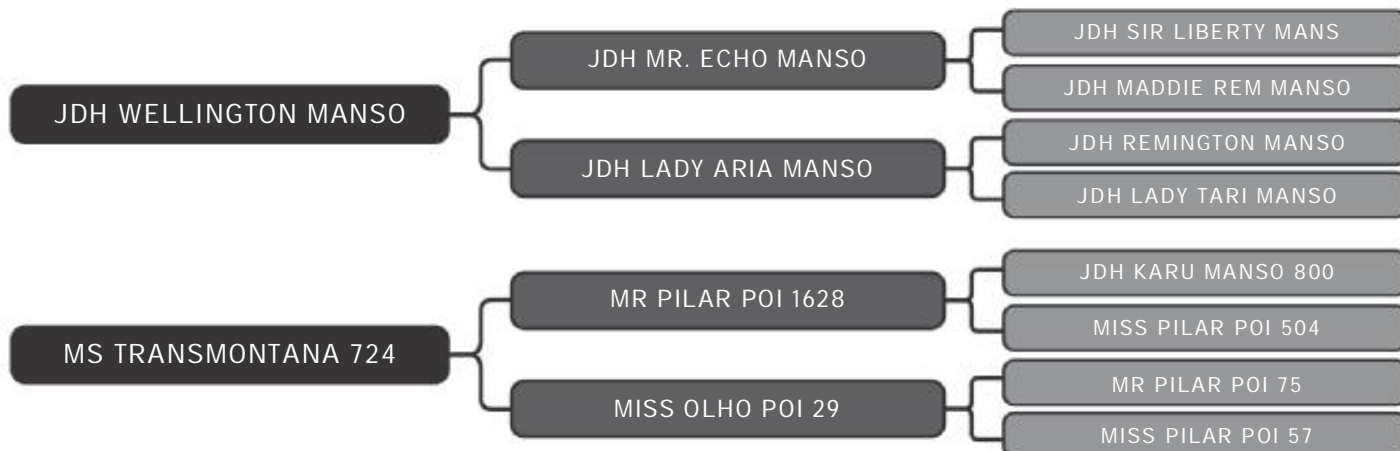 JDH SIR LIBERTY MANS
JDH MR. ECHO MANSO
JDH MADDIE REM MANSO
JDH WELLINGTON MANSO
JDH REMINGTON MANSO
JDH LADY ARIA MANSO
JDH LADY TARI MANSO
JDH KARU MANSO 800
MR PILAR POI 1628
MISS PILAR POI 504
MS TRANSMONTANA 724
MR PILAR POI 75
MISS OLHO POI 29
MISS PILAR POI 57